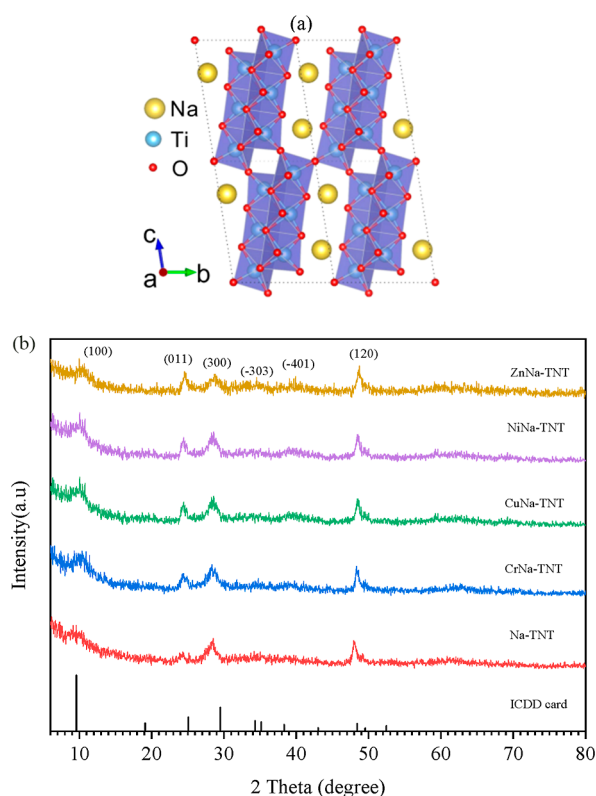 (a)
Na
Ti
O
c
a
b
(b)
(100)
(011)
(300)
(-303)
(-401)
(120)
ZnNa-TNT
NiNa-TNT
CuNa-TNT
CrNa-TNT
Na-TNT
ICDD card
Intensity(a.u)
10 20 30 40 50 60 70 80
2 Theta (degree)